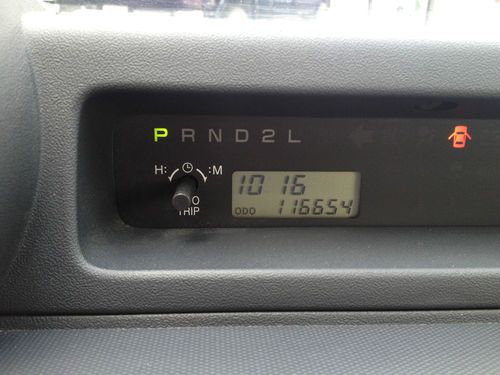 P R N D 2 L
H: :M
10 16
O
TRIP
ODO 116654